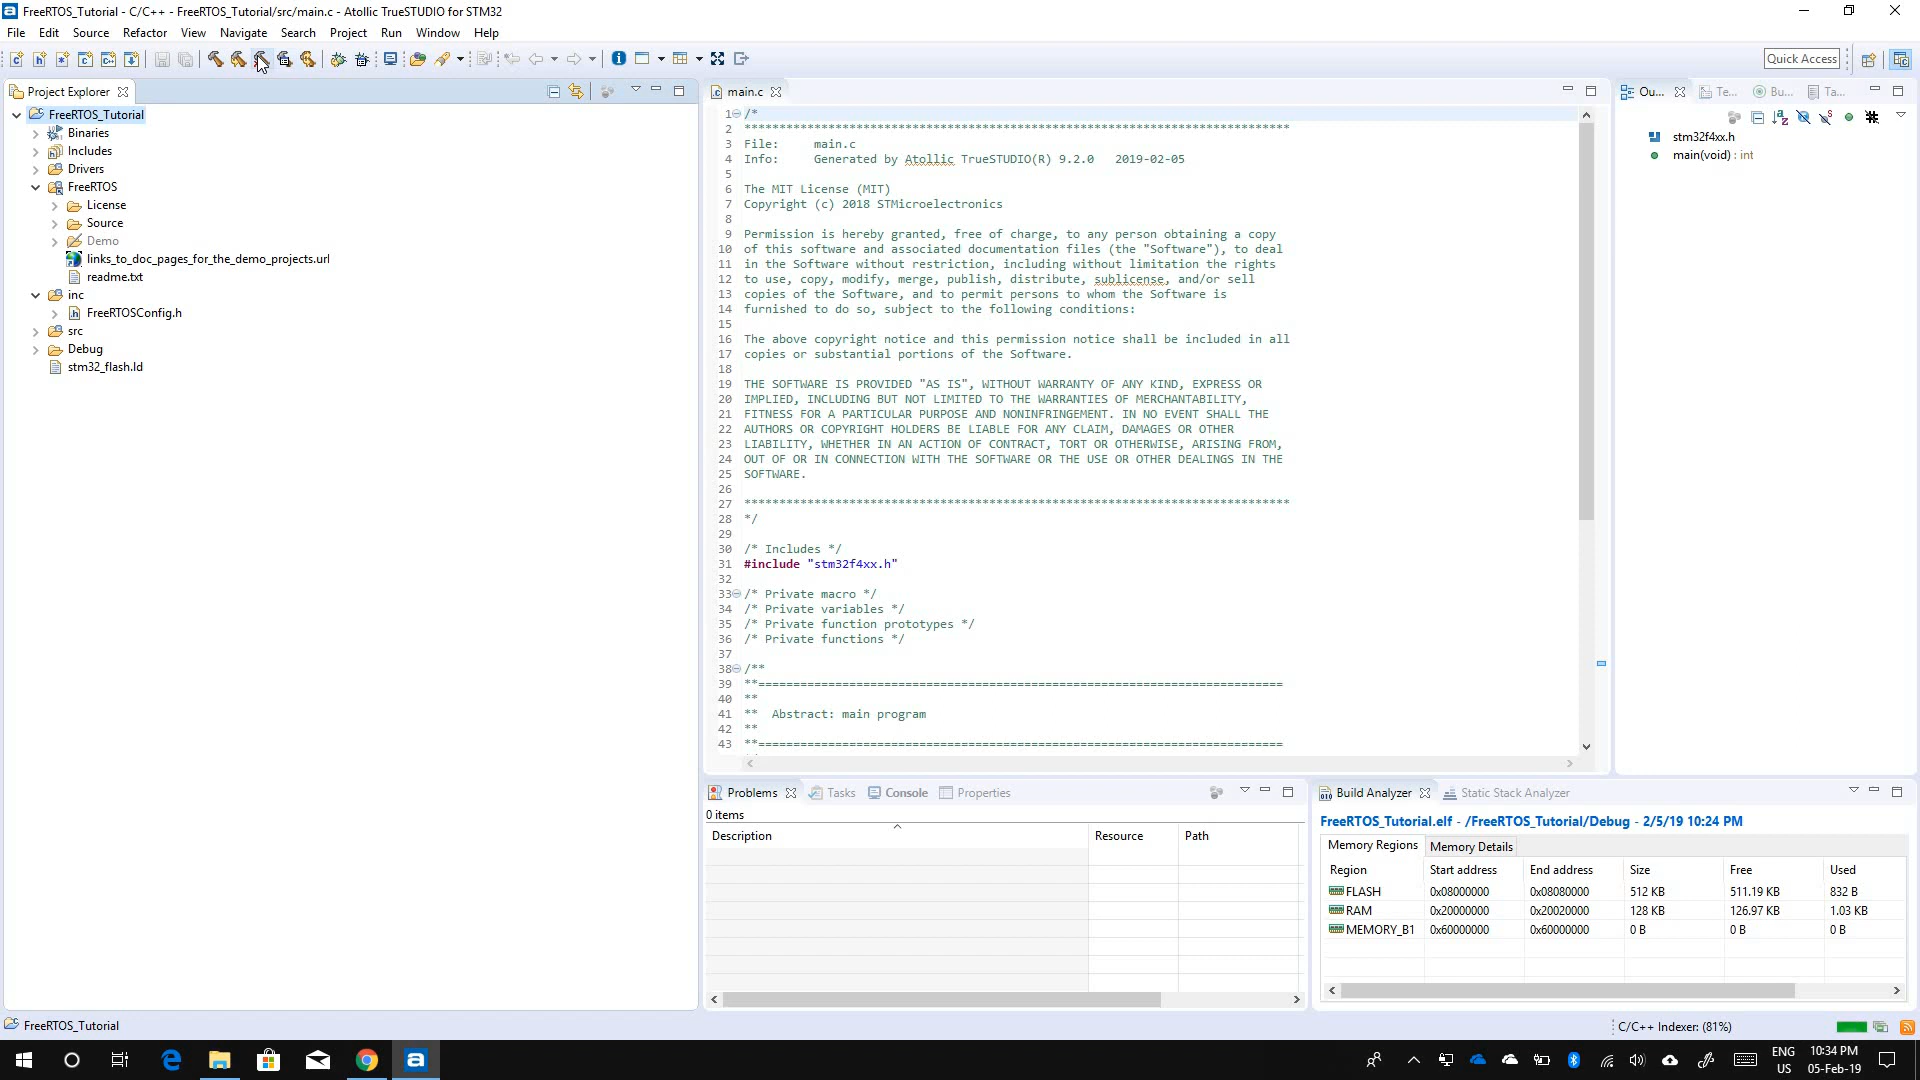 FreeRTOS_Tutorial - C/C++ - FreeRTOS_Tutorial/src/main.c - Atollic TrueSTUDIO for STM32
File Edit Source Refactor View Navigate Search Project Run Window Help
Quick Access
Project Explorer
FreeRTOS_Tutorial
Binaries
Includes
Drivers
FreeRTOS
License
Source
Demo
links_to_doc_pages_for_the_demo_projects.url
readme.txt
inc
FreeRTOSConfig.h
src
Debug
stm32_flash.ld
main.c
1 /*
2 ******************************************************************************
3 File: main.c
4 Info: Generated by Atollic TrueSTUDIO(R) 9.2.0 2019-02-05
5
6 The MIT License (MIT)
7 Copyright (c) 2018 STMicroelectronics
8
9 Permission is hereby granted, free of charge, to any person obtaining a copy
10 of this software and associated documentation files (the "Software"), to deal
11 in the Software without restriction, including without limitation the rights
12 to use, copy, modify, merge, publish, distribute, sublicense, and/or sell
13 copies of the Software, and to permit persons to whom the Software is
14 furnished to do so, subject to the following conditions:
15
16 The above copyright notice and this permission notice shall be included in all
17 copies or substantial portions of the Software.
18
19 THE SOFTWARE IS PROVIDED "AS IS", WITHOUT WARRANTY OF ANY KIND, EXPRESS OR
20 IMPLIED, INCLUDING BUT NOT LIMITED TO THE WARRANTIES OF MERCHANTABILITY,
21 FITNESS FOR A PARTICULAR PURPOSE AND NONINFRINGEMENT. IN NO EVENT SHALL THE
22 AUTHORS OR COPYRIGHT HOLDERS BE LIABLE FOR ANY CLAIM, DAMAGES OR OTHER
23 LIABILITY, WHETHER IN AN ACTION OF CONTRACT, TORT OR OTHERWISE, ARISING FROM,
24 OUT OF OR IN CONNECTION WITH THE SOFTWARE OR THE USE OR OTHER DEALINGS IN THE
25 SOFTWARE.
26
27 ******************************************************************************
28 */
29
30 /* Includes */
31 #include "stm32f4xx.h"
32
33 /* Private macro */
34 /* Private variables */
35 /* Private function prototypes */
36 /* Private functions */
37
38 /**
39 **===========================================================================
40 **
41 ** Abstract: main program
42 **
43 **===========================================================================
Ou... Te... Bu... Ta...
stm32f4xx.h
main(void) : int
Problems Tasks Console Properties
0 items
Description Resource Path
Build Analyzer Static Stack Analyzer
FreeRTOS_Tutorial.elf - /FreeRTOS_Tutorial/Debug - 2/5/19 10:24 PM
Memory Regions Memory Details
Region Start address End address Size Free Used
FLASH 0x08000000 0x08080000 512 KB 511.19 KB 832 B
RAM 0x20000000 0x20020000 128 KB 126.97 KB 1.03 KB
MEMORY_B1 0x60000000 0x60000000 0 B 0 B 0 B
FreeRTOS_Tutorial
C/C++ Indexer: (81%)
ENG
US
10:34 PM
05-Feb-19